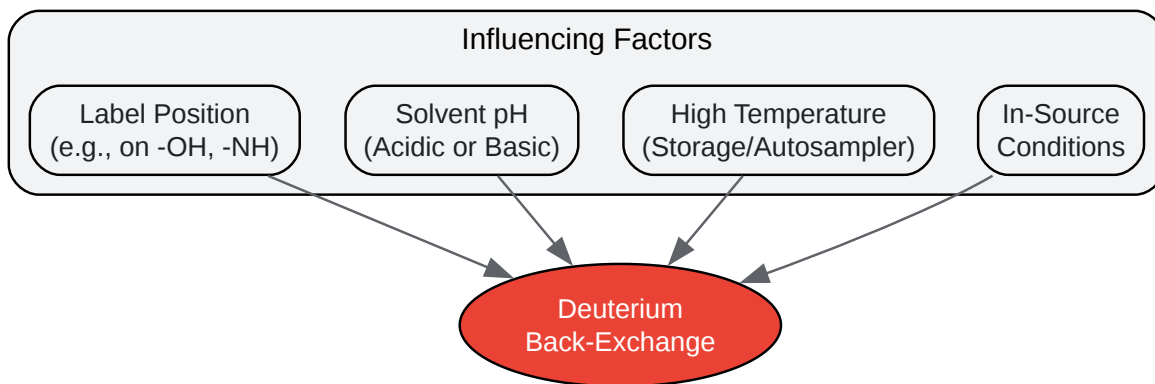 Influencing Factors
Label Position
(e.g., on -OH, -NH)
Solvent pH
(Acidic or Basic)
High Temperature
(Storage/Autosampler)
In-Source
Conditions
Deuterium
Back-Exchange